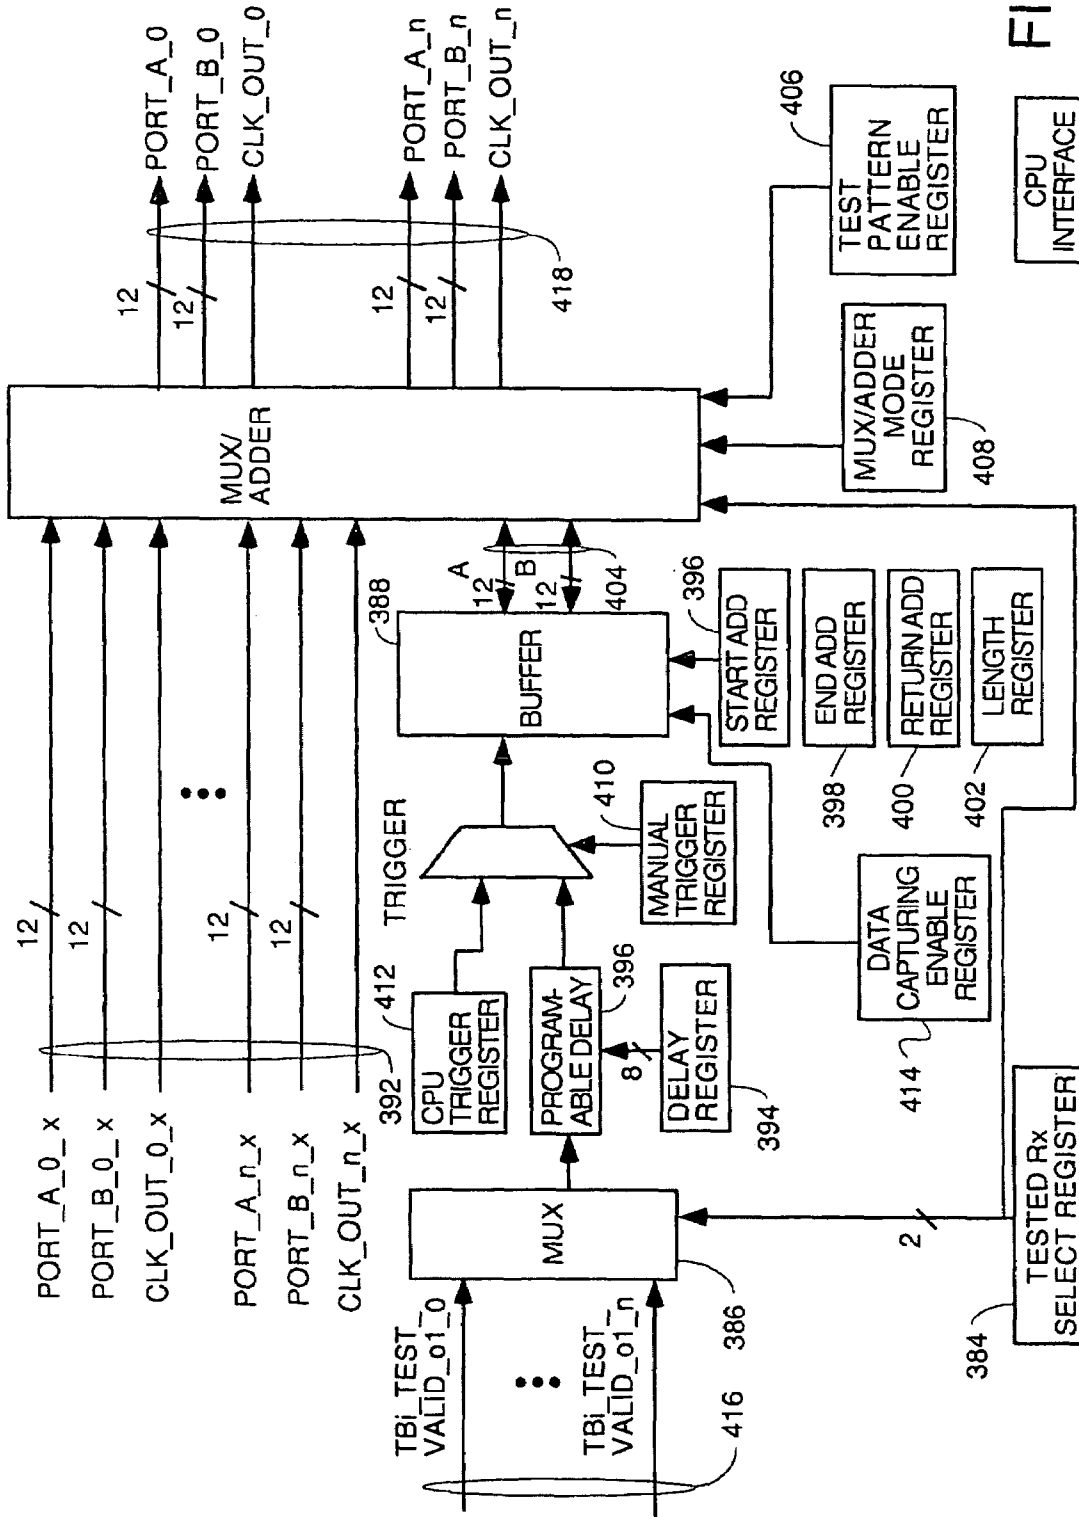 PORT_A_0_x
PORT_B_0_x
CLK_OUT_0_x
PORT_A_n_x
PORT_B_n_x
CLK_OUT_n_x
392
12
12
12
12
MUX/
ADDER
12
12
12
12
PORT_A_0
PORT_B_0
CLK_OUT_0
PORT_A_n
PORT_B_n
CLK_OUT_n
418
TBi_TEST_
VALID_o1_0
TBi_TEST_
VALID_o1_n
416
MUX
386
CPU
TRIGGER
REGISTER
412
PROGRAM-
ABLE DELAY
396
8
DELAY
REGISTER
394
TRIGGER
MANUAL
TRIGGER
REGISTER
410
BUFFER
388
A
12
B
12
404
START ADD
REGISTER
396
END ADD
REGISTER
398
RETURN ADD
REGISTER
400
LENGTH
REGISTER
402
DATA
CAPTURING
ENABLE
REGISTER
414
MUX/ADDER
MODE
REGISTER
408
TEST
PATTERN
ENABLE
REGISTER
406
2
TESTED Rx
SELECT REGISTER
384
CPU
INTERFACE